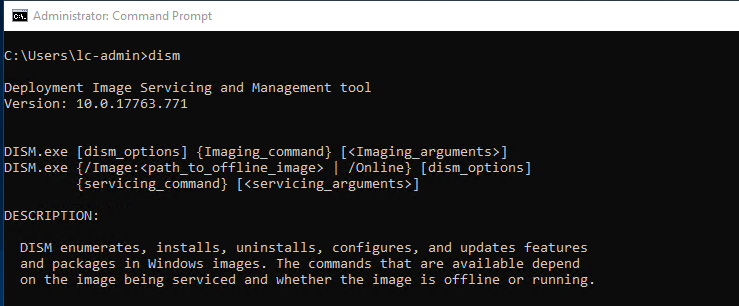 Administrator: Command Prompt
C:\Users\lc-admin>dism
Deployment Image Servicing and Management tool
Version: 10.0.17763.771
DISM.exe [dism_options] {Imaging_command} [<Imaging_arguments>]
DISM.exe {/Image:<path_to_offline_image> | /Online} [dism_options]
{servicing_command} [<servicing_arguments>]
DESCRIPTION:
DISM enumerates, installs, uninstalls, configures, and updates features
and packages in Windows images. The commands that are available depend
on the image being serviced and whether the image is offline or running.